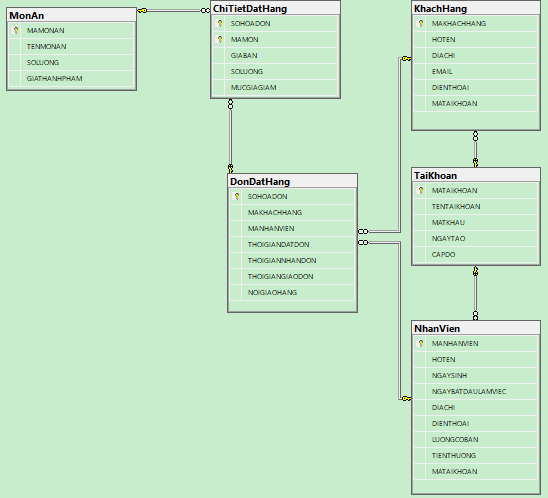 MonAn
MAMONAN
TENMONAN
SOLUONG
GIATHANHPHAM
ChiTietDatHang
SOHOADON
MAMON
GIABAN
SOLUONG
MUCGIAGIAM
KhachHang
MAKHACHHANG
HOTEN
DIACHI
EMAIL
DIENTHOAI
MATAIKHOAN
DonDatHang
SOHOADON
MAKHACHHANG
MANHANVIEN
THOIGIANDATDON
THOIGIANNHANDON
THOIGIANGIAODON
NOIGIAOHANG
TaiKhoan
MATAIKHOAN
TENTAIKHOAN
MATKHAU
NGAYTAO
CAPDO
NhanVien
MANHANVIEN
HOTEN
NGAYSINH
NGAYBATDAULAMVIEC
DIACHI
DIENTHOAI
LUONGCOBAN
TIENTHUONG
MATAIKHOAN